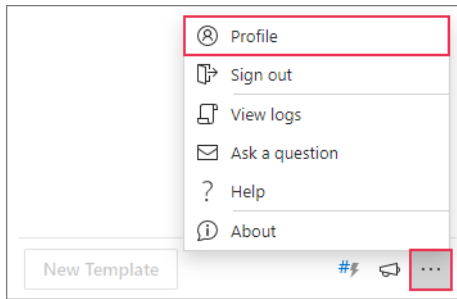 Profile
Sign out
View logs
Ask a question
Help
About
New Template